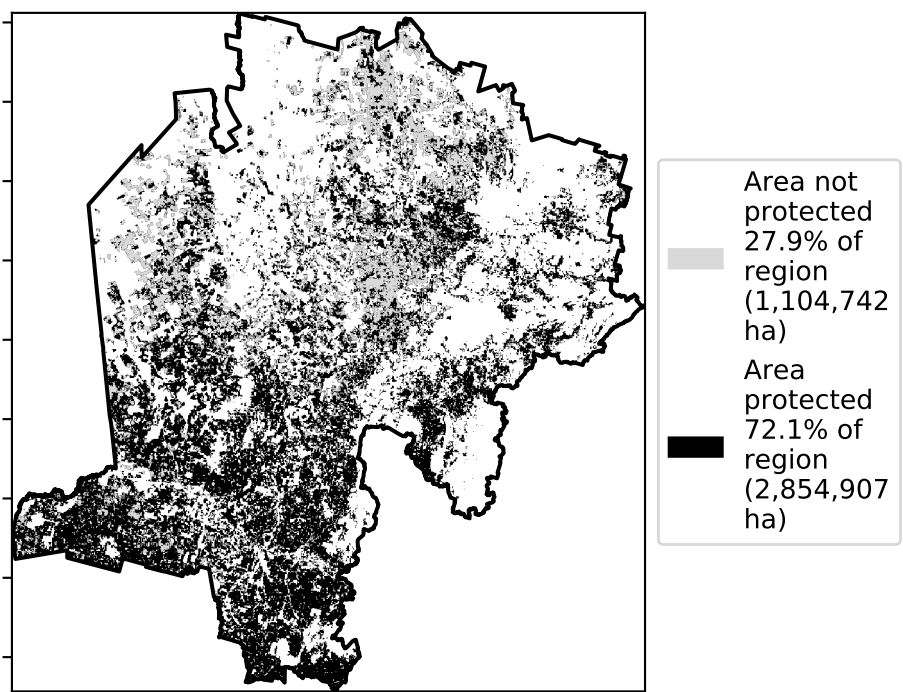 Area not
protected
27.9% of
region
(1,104,742
ha)
Area
protected
72.1% of
region
(2,854,907
ha)